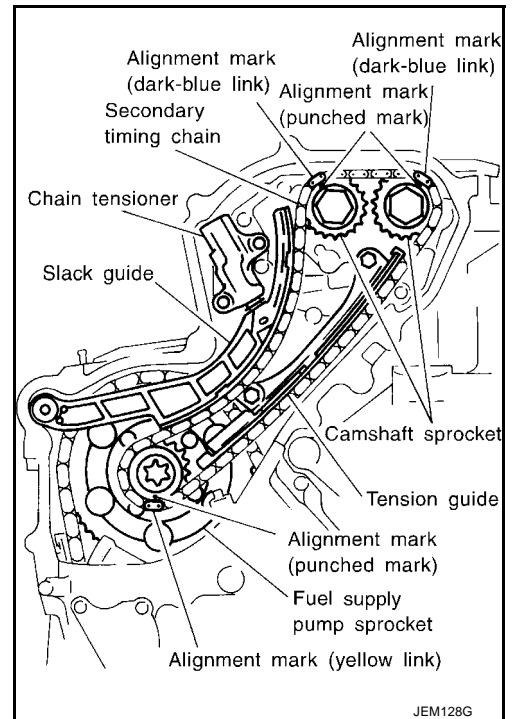 Alignment mark
(dark-blue link)
Alignment mark
(dark-blue link)
Alignment mark
(punched mark)
Secondary
timing chain
Chain tensioner
Slack guide
Camshaft sprocket
Tension guide
Alignment mark
(punched mark)
Fuel supply
pump sprocket
Alignment mark (yellow link)
JEM128G